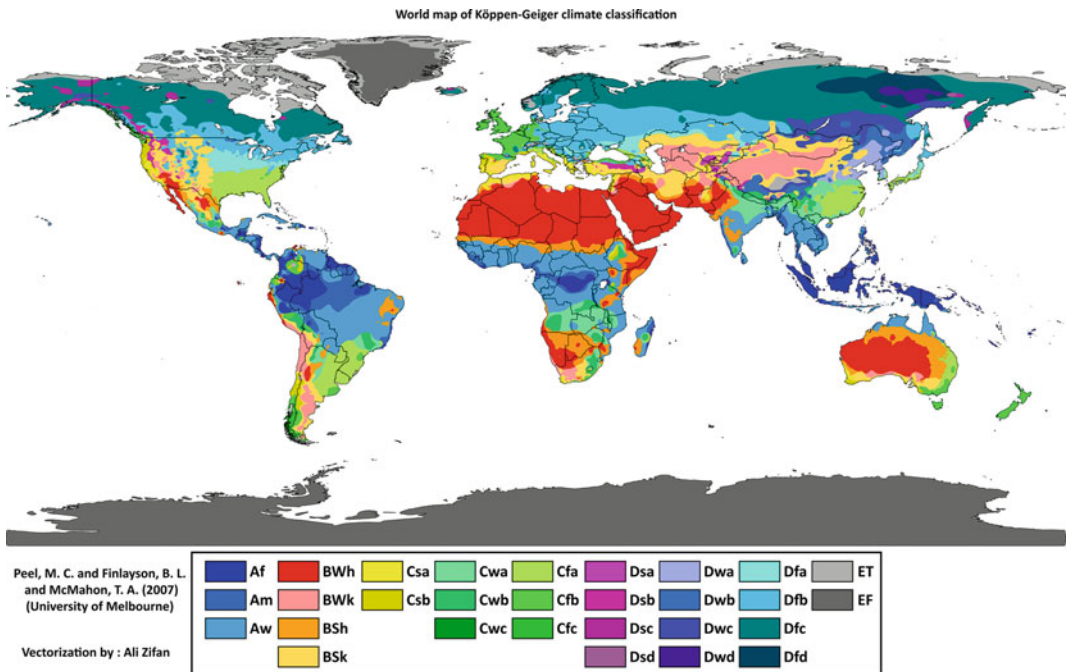 World map of Köppen-Geiger climate classification
Peel, M. C. and Finlayson, B. L.
and McMahon, T. A. (2007)
(University of Melbourne)
Vectorization by : Ali Zifan
Af BWh Csa Cwa Cfa Dsa Dwa Dfa ET
Am BWk Csb Cwb Cfb Dsb Dwb Dfb EF
Aw BSh Cwc Cfc Dsc Dwc Dfc
BSk Dsd Dwd Dfd